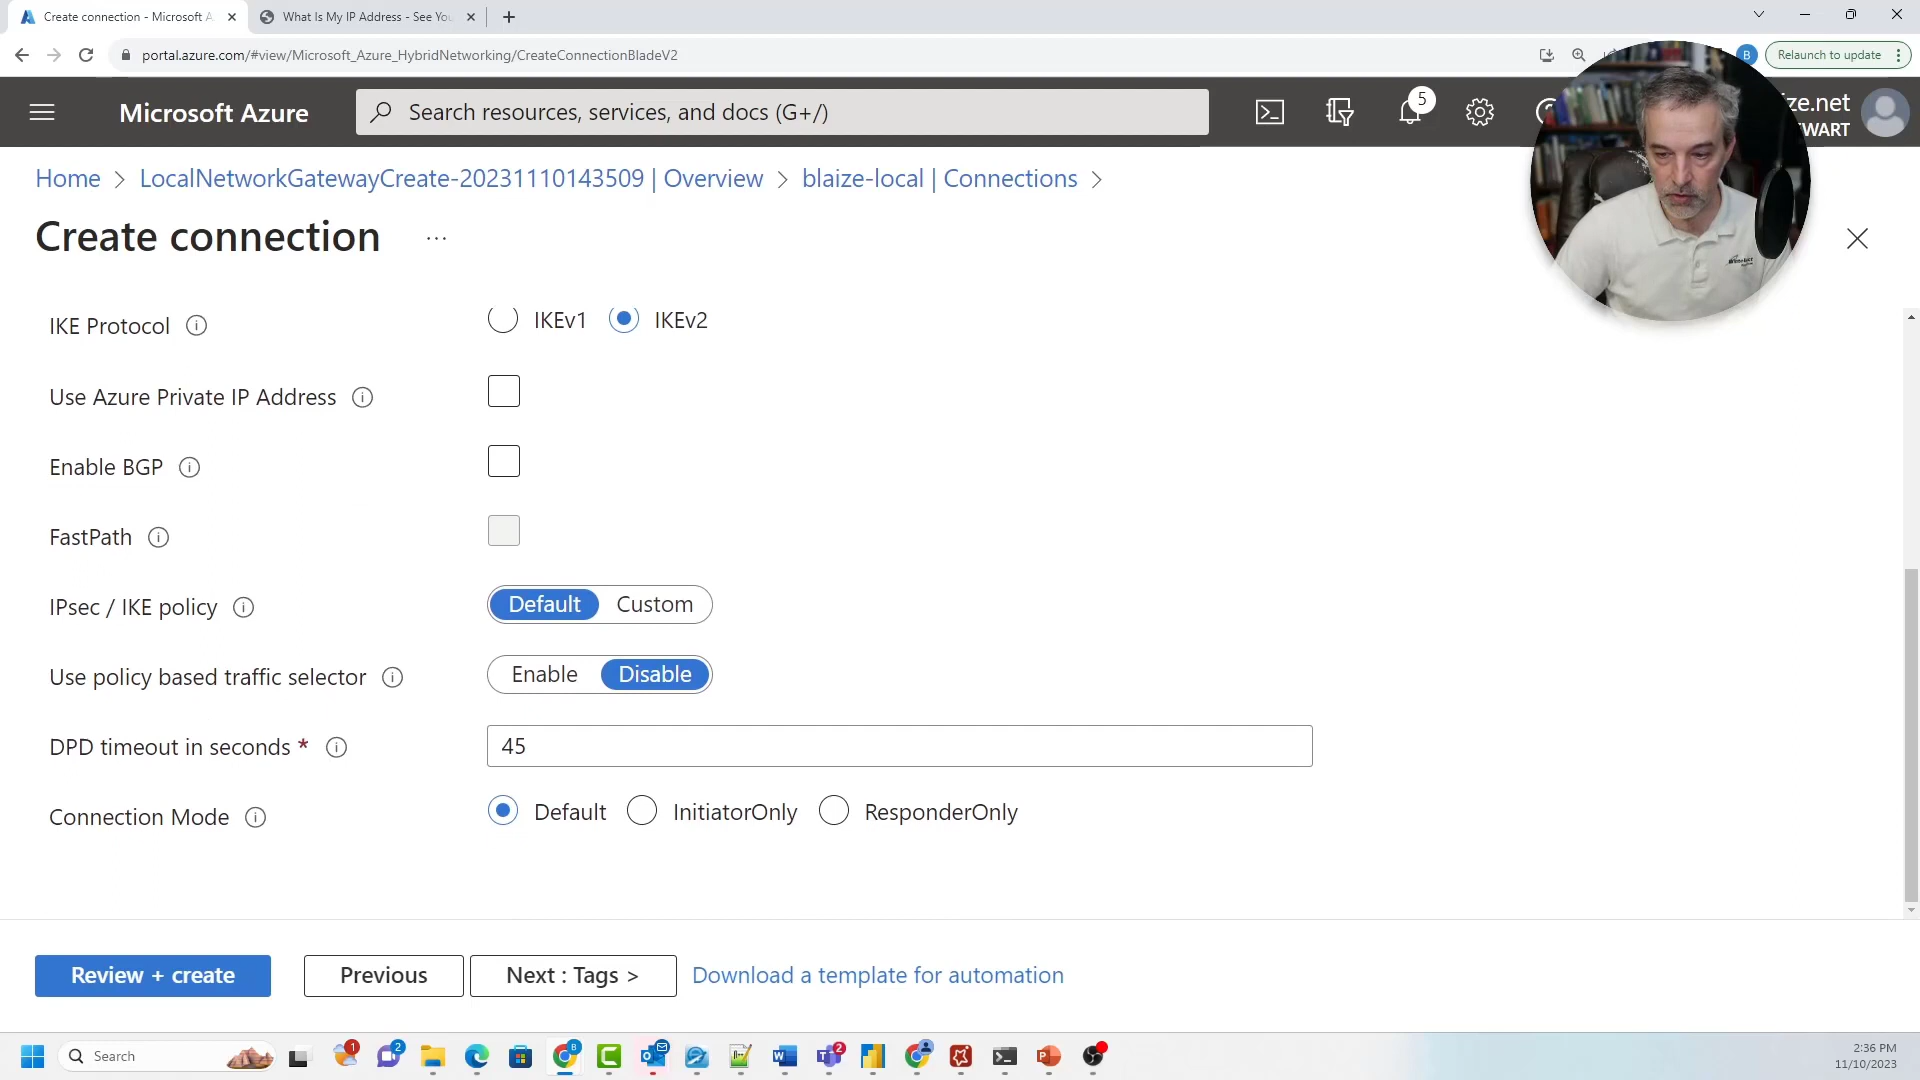 Create connection - Microsoft A
What Is My IP Address - See You
portal.azure.com/#view/Microsoft_Azure_HybridNetworking/CreateConnectionBladeV2
B
Relaunch to update
Microsoft Azure
Search resources, services, and docs (G+/)
5
ize.net
WART
Home > LocalNetworkGatewayCreate-20231110143509 | Overview > blaize-local | Connections >
Create connection ...
IKE Protocol
IKEv1 IKEv2
Use Azure Private IP Address
Enable BGP
FastPath
IPsec / IKE policy
Default Custom
Use policy based traffic selector
Enable Disable
DPD timeout in seconds *
45
Connection Mode
Default InitiatorOnly ResponderOnly
Review + create
Previous
Next : Tags >
Download a template for automation
Search
1
2
B
2
2:36 PM
11/10/2023